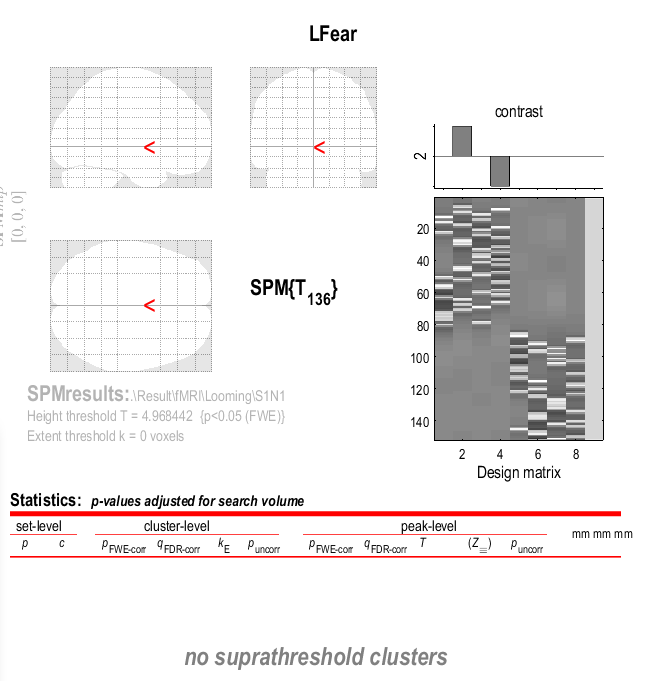 LFear
contrast
2
SPMmip
[0, 0, 0]
<
<
<
SPM{T136}
20
40
60
80
100
120
140
2 4 6 8
Design matrix
SPMresults:.\Result\fMRI\Looming\S1N1
Height threshold T = 4.968442 {p<0.05 (FWE)}
Extent threshold k = 0 voxels
Statistics: p-values adjusted for search volume
set-level cluster-level peak-level mm mm mm
p c pFWE-corr qFDR-corr kE puncorr pFWE-corr qFDR-corr T (Z≡) puncorr
no suprathreshold clusters